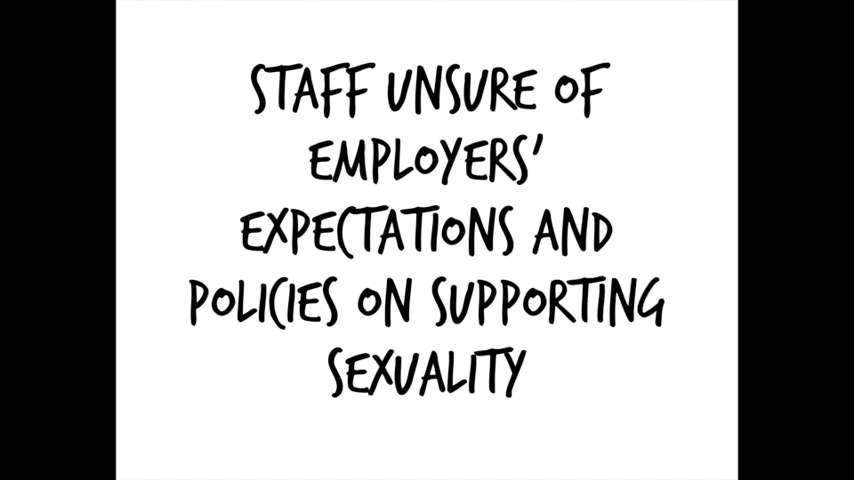 STAFF UNSURE OF
EMPLOYERS'
EXPECTATIONS AND
POLICIES ON SUPPORTING
SEXUALITY